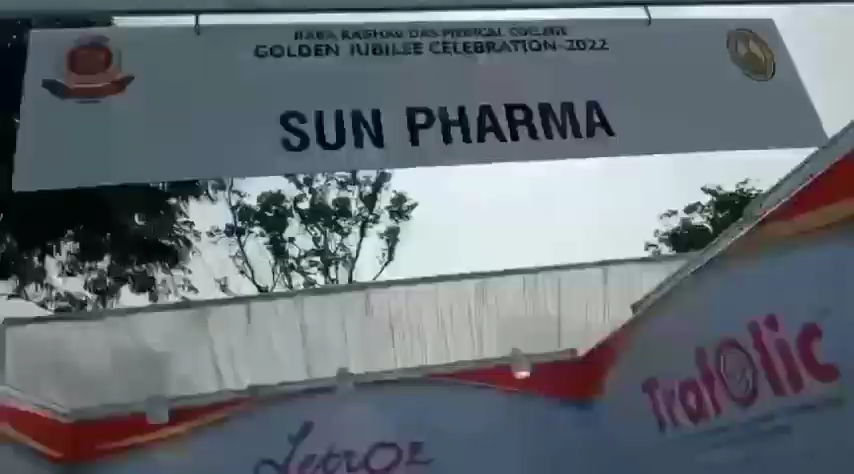 BABA RAGHAV DAS MEDICAL COLLEGE
GOLDEN JUBILEE CELEBRATION-2022
SUN PHARMA
Letroz